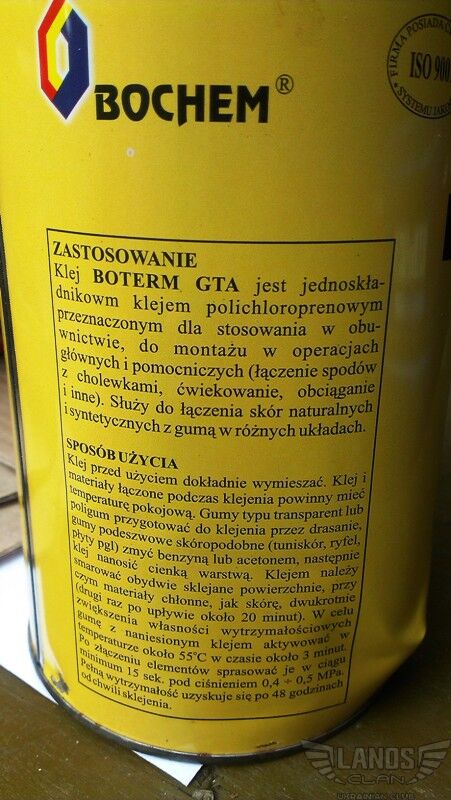 BOCHEM®
FIRMA POSIADA
ISO 900
SYSTEMU
ZASTOSOWANIE
Klej BOTERM GTA jest jednoskła-
dnikowm klejem polichloroprenowym
przeznaczonym dla stosowania w obu-
wnictwie, do montażu w operacjach
głównych i pomocniczych (łączenie spodów
z cholewkami, ćwiekowanie, obciąganie
i inne). Służy do łączenia skór naturalnych
i syntetycznych z gumą w różnych układach.
SPOSÓB UŻYCIA
Klej przed użyciem dokładnie wymieszać. Klej i
materiały łączone podczas klejenia powinny mieć
temperaturę pokojową. Gumy typu transparent lub
poligum przygotować do klejenia przez drasanie,
gumy podeszwowe skóropodobne (tuniskór, ryfel,
płyty pgl) zmyć benzyną lub acetonem, następnie
klej nanosić cienką warstwą. Klejem należy
smarować obydwie sklejane powierzchnie, przy
czym materiały chłonne, jak skórę, dwukrotnie
(drugi raz po upływie około 20 minut). W celu
zwiększenia własności wytrzymałościowych
gumę z naniesionym klejem aktywować w
temperaturze około 55°C w czasie około 3 minut.
Po złączeniu elementów sprasować je w ciągu
minimum 15 sek. pod ciśnieniem 0,4 ÷ 0,5 MPa.
Pełną wytrzymałość uzyskuje się po 48 godzinach
od chwili sklejenia.
LANOS
CLAN
UKRAINIAN CLUB